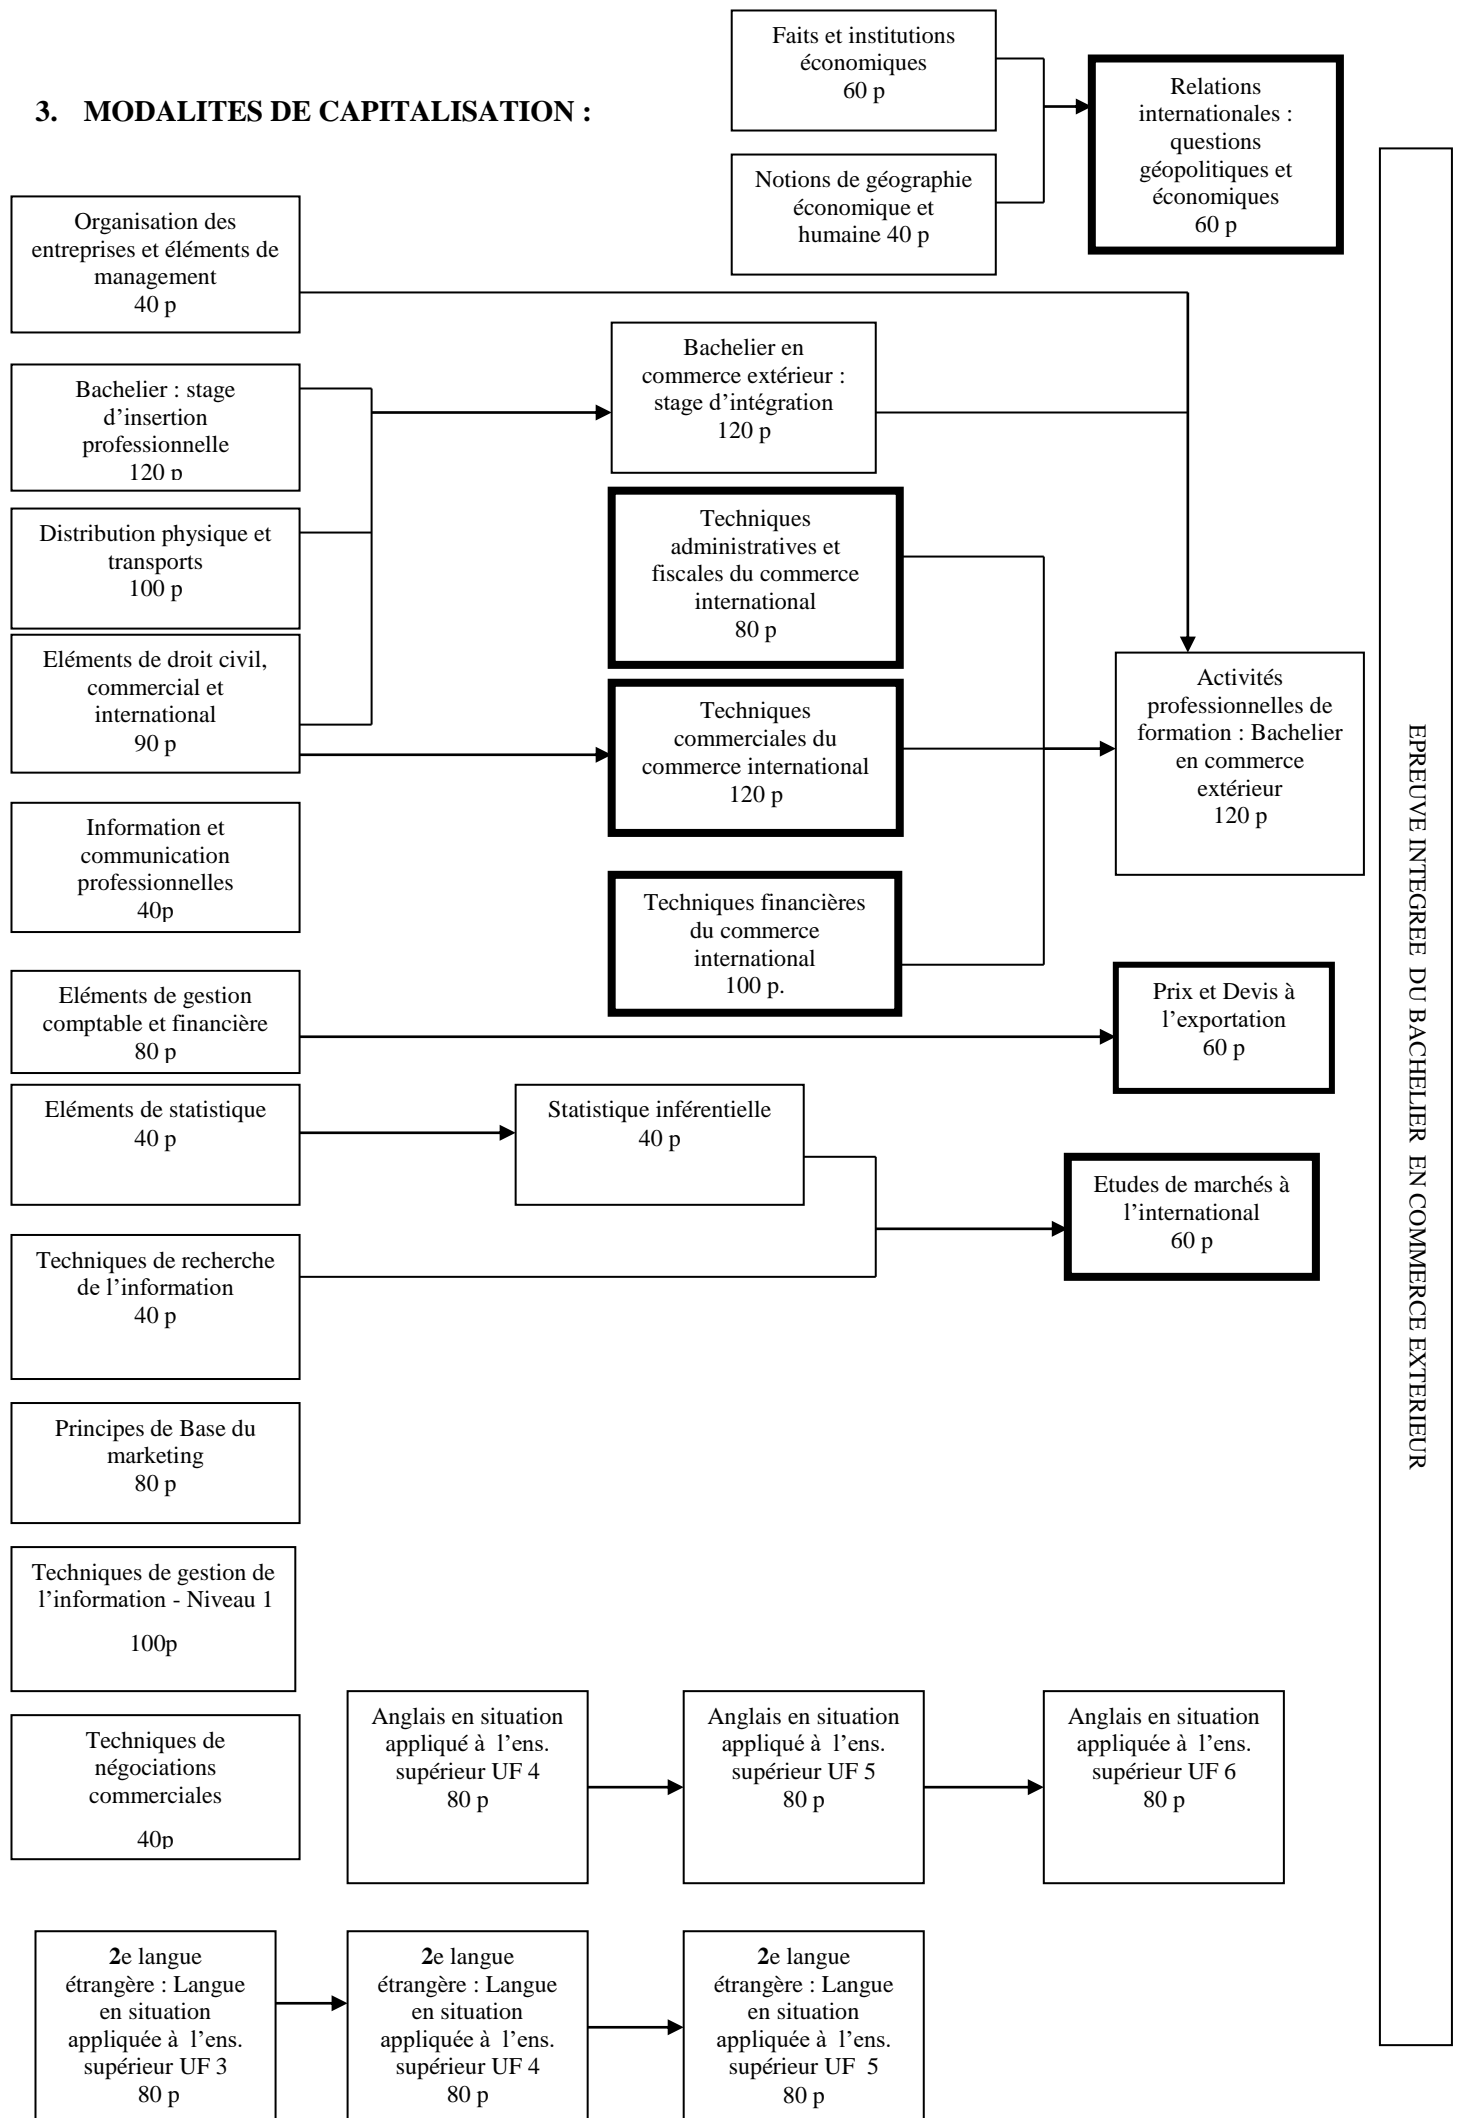 3. MODALITES DE CAPITALISATION :
Faits et institutions
économiques
60 p
Notions de géographie
économique et
humaine 40 p
Relations
internationales :
questions
géopolitiques et
économiques
60 p
Organisation des
entreprises et éléments de
management
40 p
Bachelier : stage
d’insertion
professionnelle
120 p
Distribution physique et
transports
100 p
Eléments de droit civil,
commercial et
international
90 p
Information et
communication
professionnelles
40p
Eléments de gestion
comptable et financière
80 p
Eléments de statistique
40 p
Techniques de recherche
de l’information
40 p
Principes de Base du
marketing
80 p
Techniques de gestion de
l’information - Niveau 1
100p
Techniques de
négociations
commerciales
40p
Bachelier en
commerce extérieur :
stage d’intégration
120 p
Techniques
administratives et
fiscales du commerce
international
80 p
Techniques
commerciales du
commerce international
120 p
Techniques financières
du commerce
international
100 p.
Statistique inférentielle
40 p
Activités
professionnelles de
formation : Bachelier
en commerce
extérieur
120 p
Prix et Devis à
l’exportation
60 p
Etudes de marchés à
l’international
60 p
Anglais en situation
appliqué à l’ens.
supérieur UF 4
80 p
Anglais en situation
appliqué à l’ens.
supérieur UF 5
80 p
Anglais en situation
appliquée à l’ens.
supérieur UF 6
80 p
2e langue
étrangère : Langue
en situation
appliquée à l’ens.
supérieur UF 3
80 p
2e langue
étrangère : Langue
en situation
appliquée à l’ens.
supérieur UF 4
80 p
2e langue
étrangère : Langue
en situation
appliquée à l’ens.
supérieur UF 5
80 p
EPREUVE INTEGREE DU BACHELIER EN COMMERCE EXTERIEUR